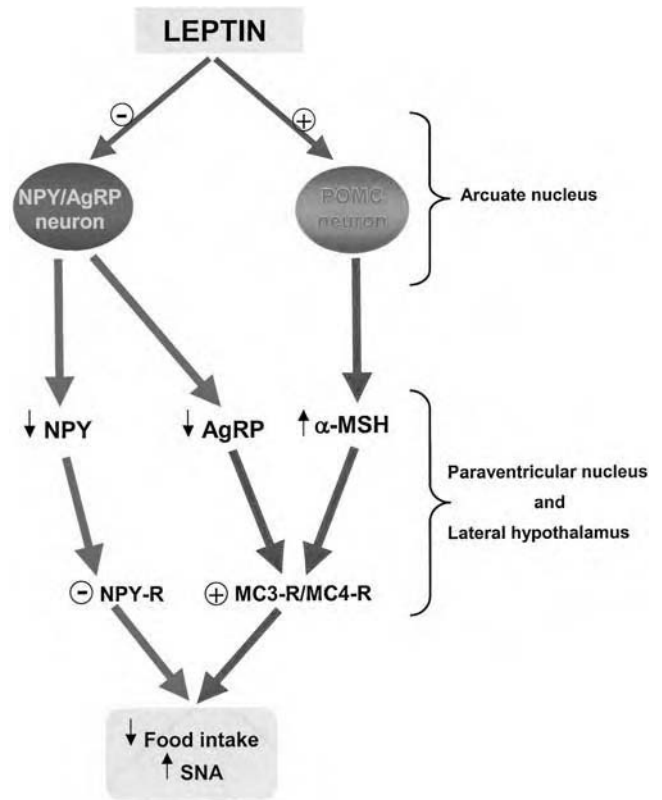 LEPTIN
⊖
⊕
NPY/AgRP
neuron
POMC
neuron
Arcuate nucleus
↓ NPY
↓ AgRP
↑ α-MSH
Paraventricular nucleus
and
Lateral hypothalamus
⊖ NPY-R
⊕ MC3-R/MC4-R
↓ Food intake
↑ SNA